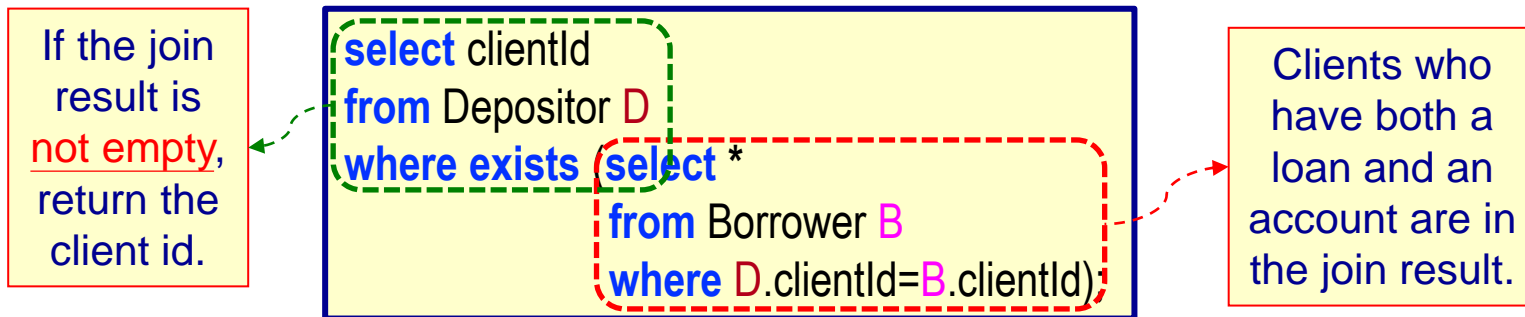 If the join
result is
not empty,
return the
client id.
select clientId
from Depositor D
where exists (select *
from Borrower B
where D.clientId=B.clientId);
Clients who
have both a
loan and an
account are in
the join result.